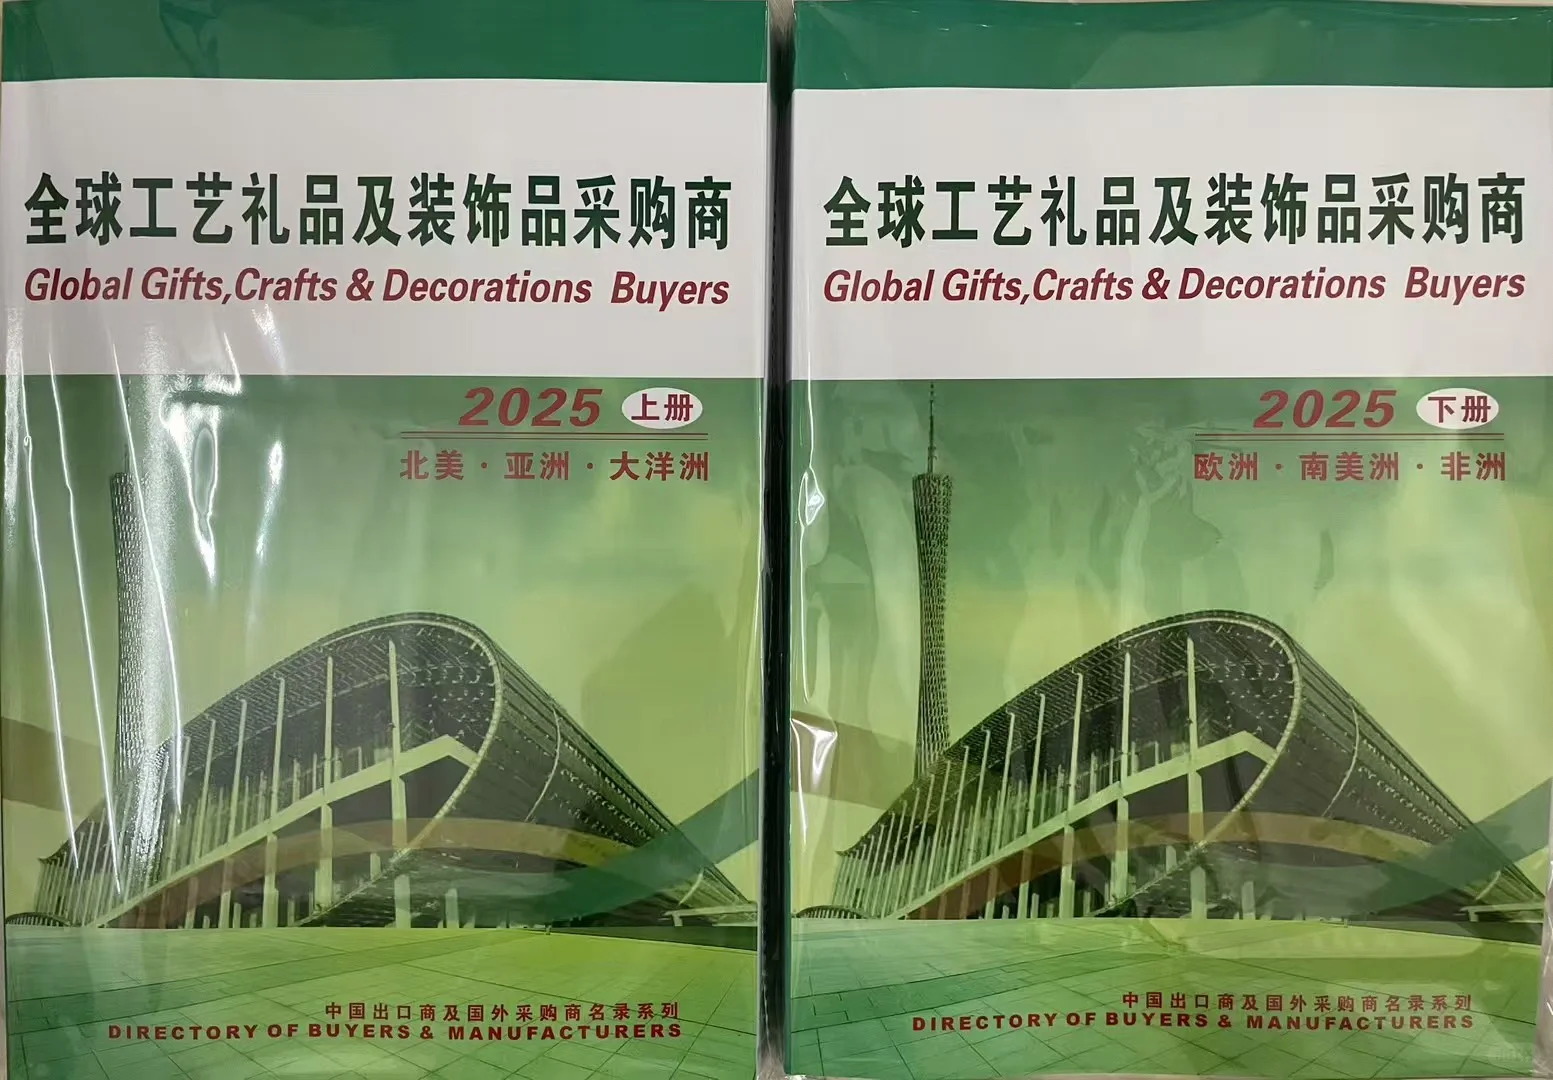 全球工艺礼品及装饰品采购商
Global Gifts,Crafts & Decorations Buyers
2025 上册
北美·亚洲·大洋洲
中国出口商及国外采购商名录系列
DIRECTORY OF BUYERS & MANUFACTURERS
全球工艺礼品及装饰品采购商
Global Gifts,Crafts & Decorations Buyers
2025 下册
欧洲·南美洲·非洲
中国出口商及国外采购商名录系列
DIRECTORY OF BUYERS & MANUFACTURERS